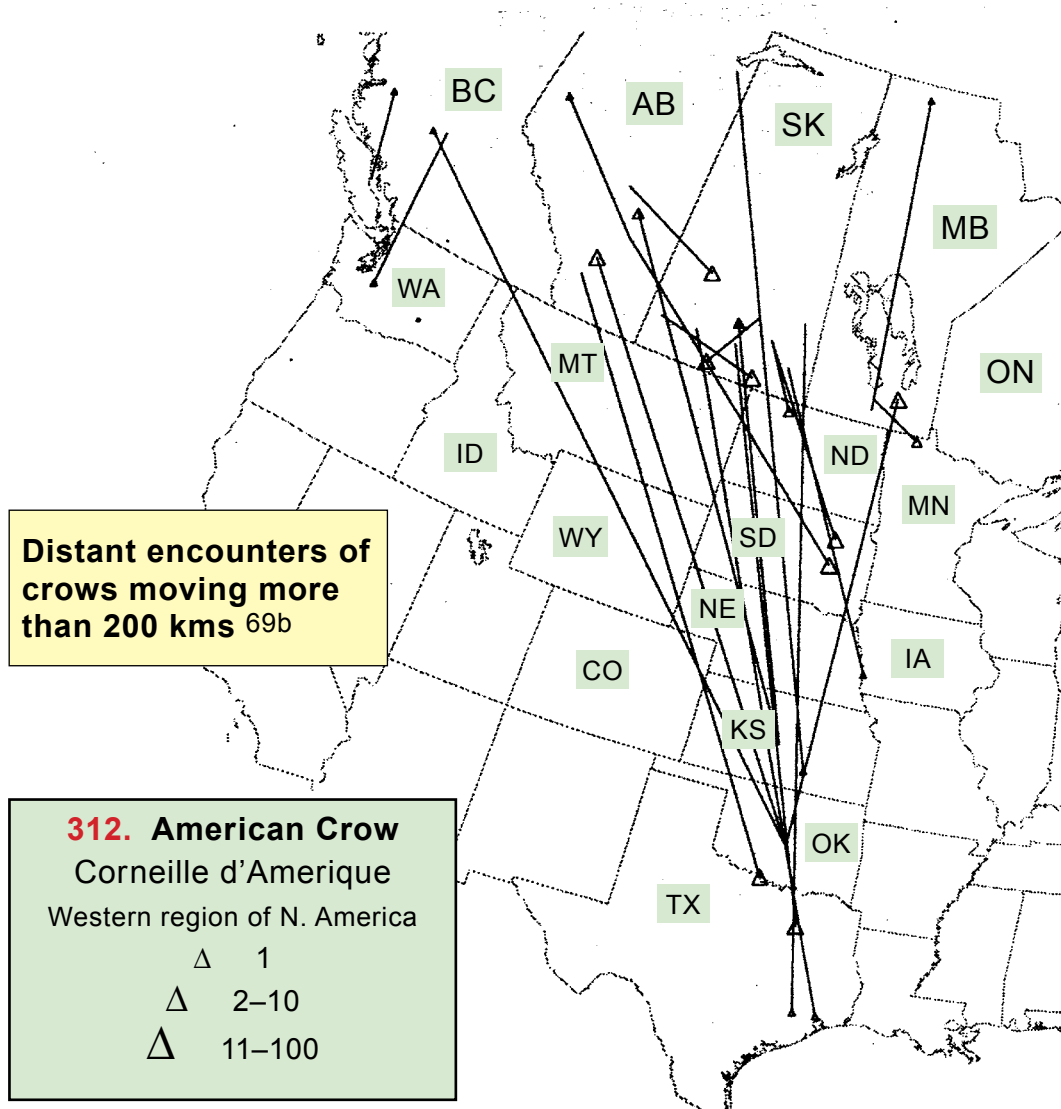 BC
AB
SK
MB
WA
MT
ON
ID
ND
MN
WY
SD
NE
IA
CO
KS
OK
TX
Distant encounters of
crows moving more
than 200 kms 69b
312. American Crow
Corneille d’Amerique
Western region of N. America
Δ 1
Δ 2–10
Δ 11–100